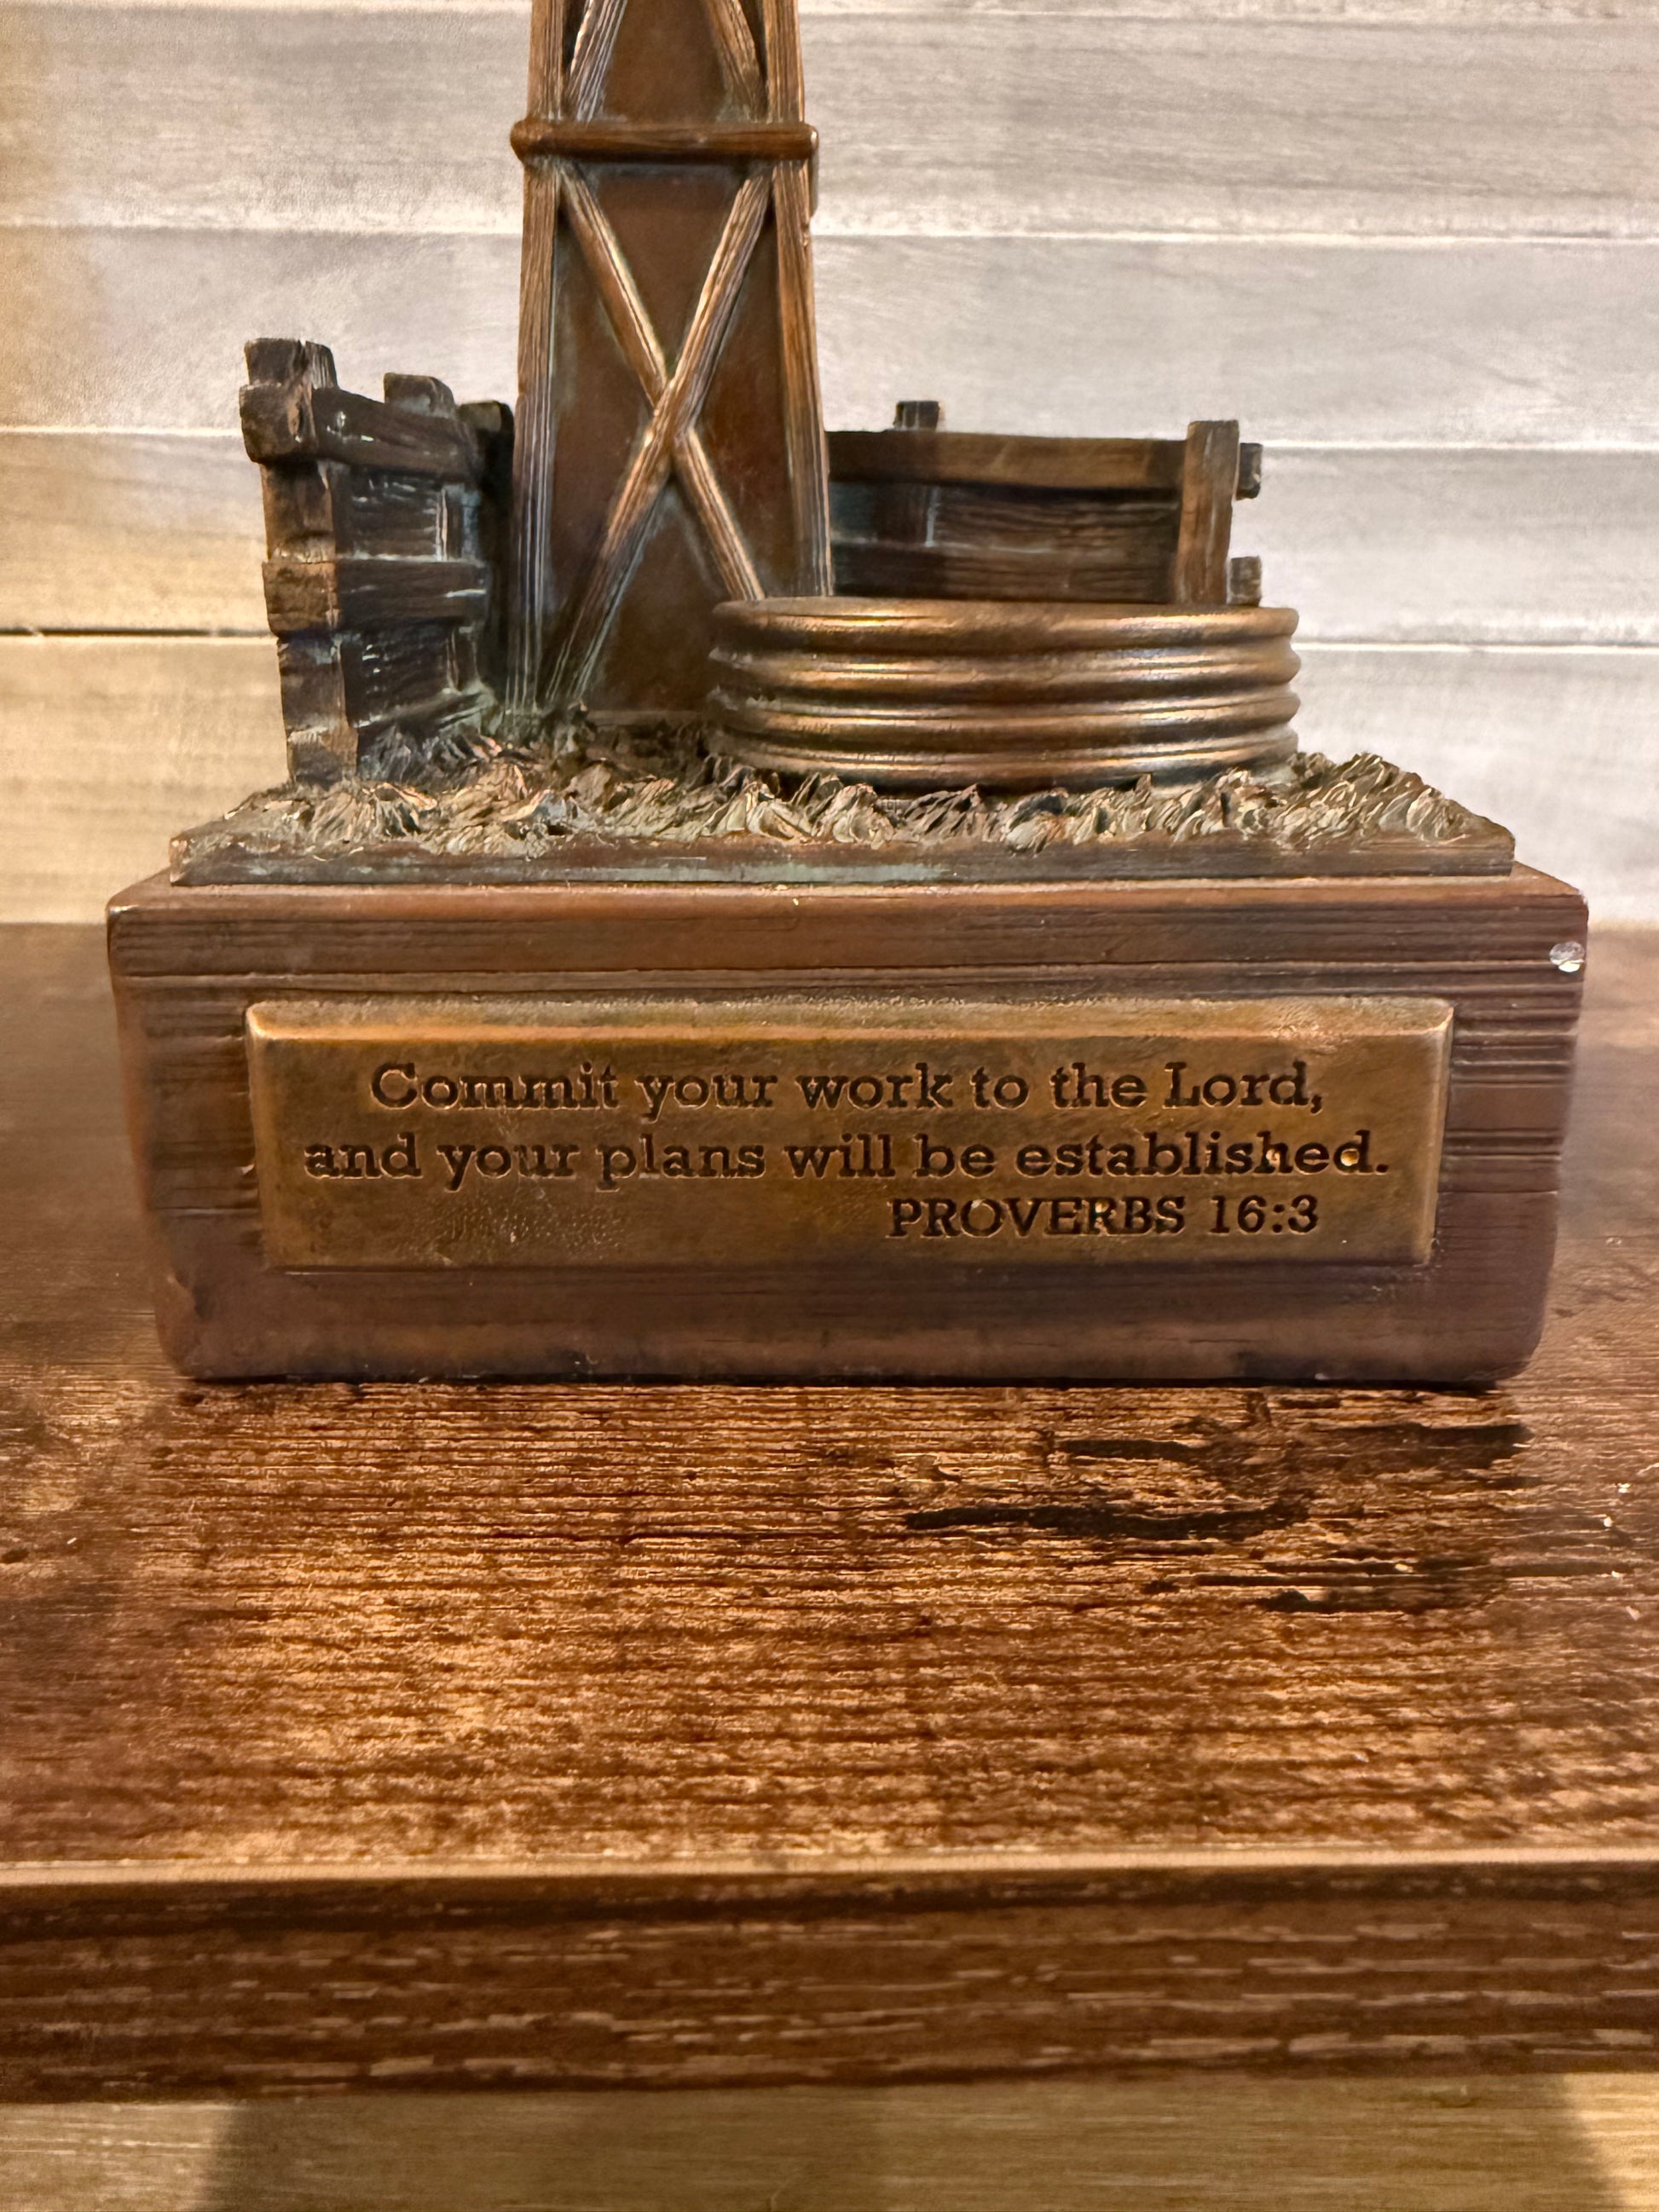 Commit your work to the Lord,
and your plans will be established.
PROVERBS 16:3